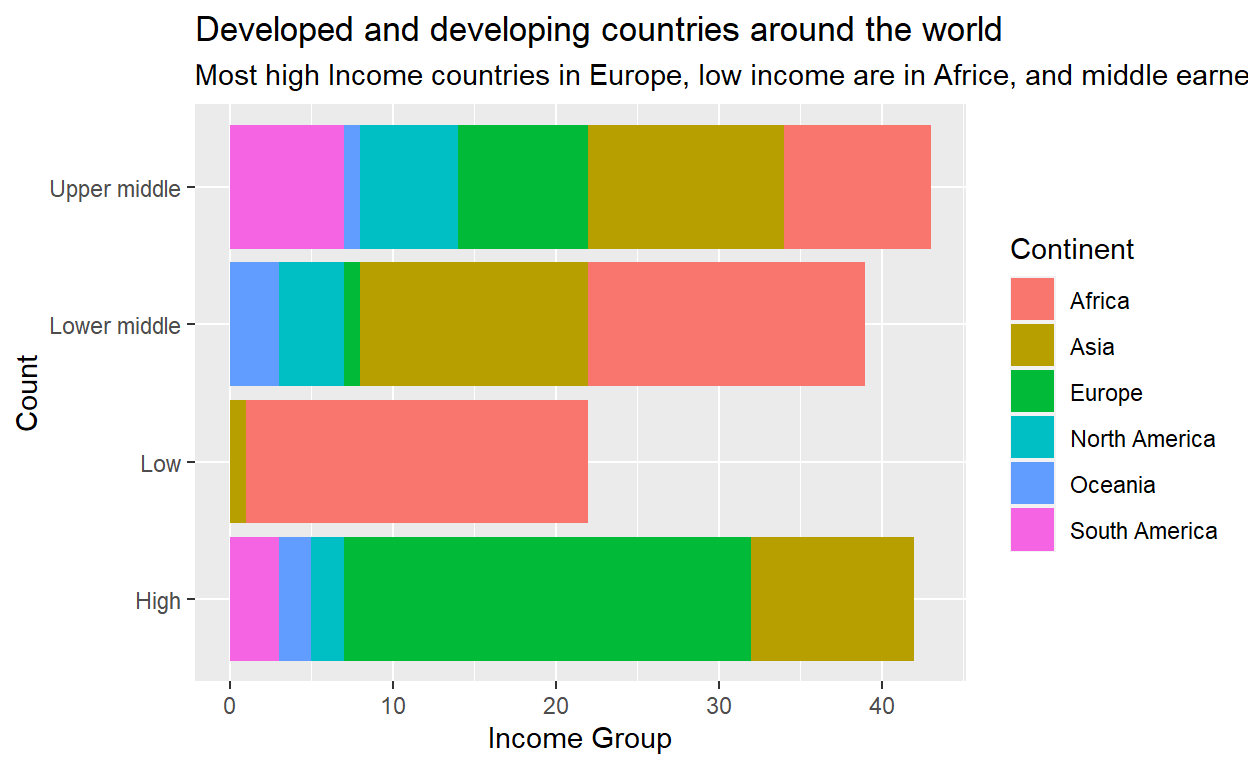 Developed and developing countries around the world
Most high Income countries in Europe, low income are in Africe, and middle earne
Upper middle
Lower middle
Low
High
Count
0 10 20 30 40
Income Group
Continent
Africa
Asia
Europe
North America
Oceania
South America